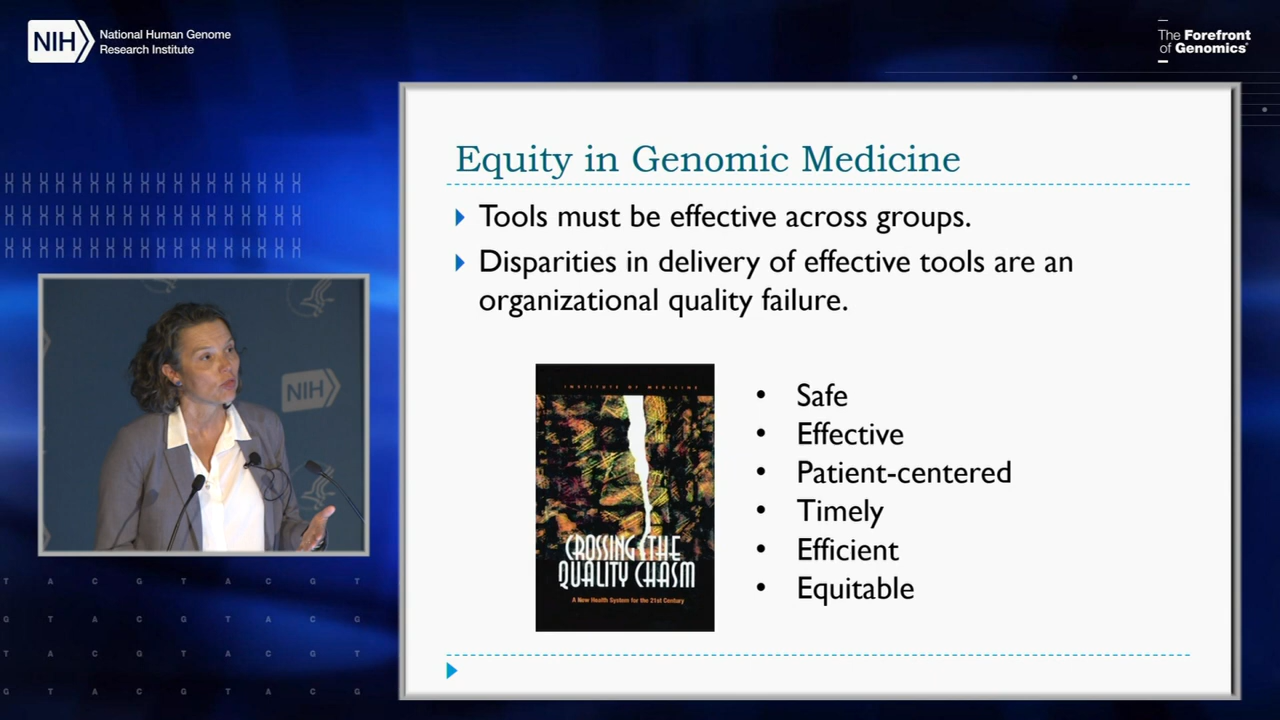 NIH
National Human Genome
Research Institute
The Forefront
of Genomics®
Equity in Genomic Medicine
Tools must be effective across groups.
Disparities in delivery of effective tools are an
organizational quality failure.
INSTITUTE OF MEDICINE
CROSSING THE
QUALITY CHASM
A New Health System for the 21st Century
• Safe
• Effective
• Patient-centered
• Timely
• Efficient
• Equitable
NIH
T A C G T A C G T
G T A C G T A C G
T A C G T A C G T
G T A C G T A C G